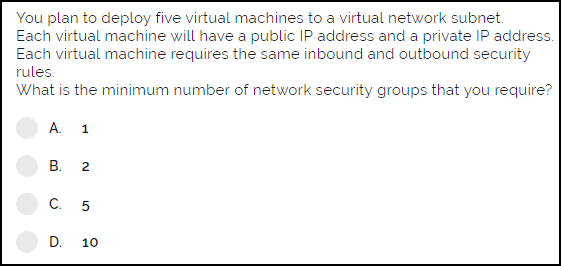 You plan to deploy five virtual machines to a virtual network subnet.
Each virtual machine will have a public IP address and a private IP address.
Each virtual machine requires the same inbound and outbound security
rules.
What is the minimum number of network security groups that you require?
A. 1
B. 2
C. 5
D. 10